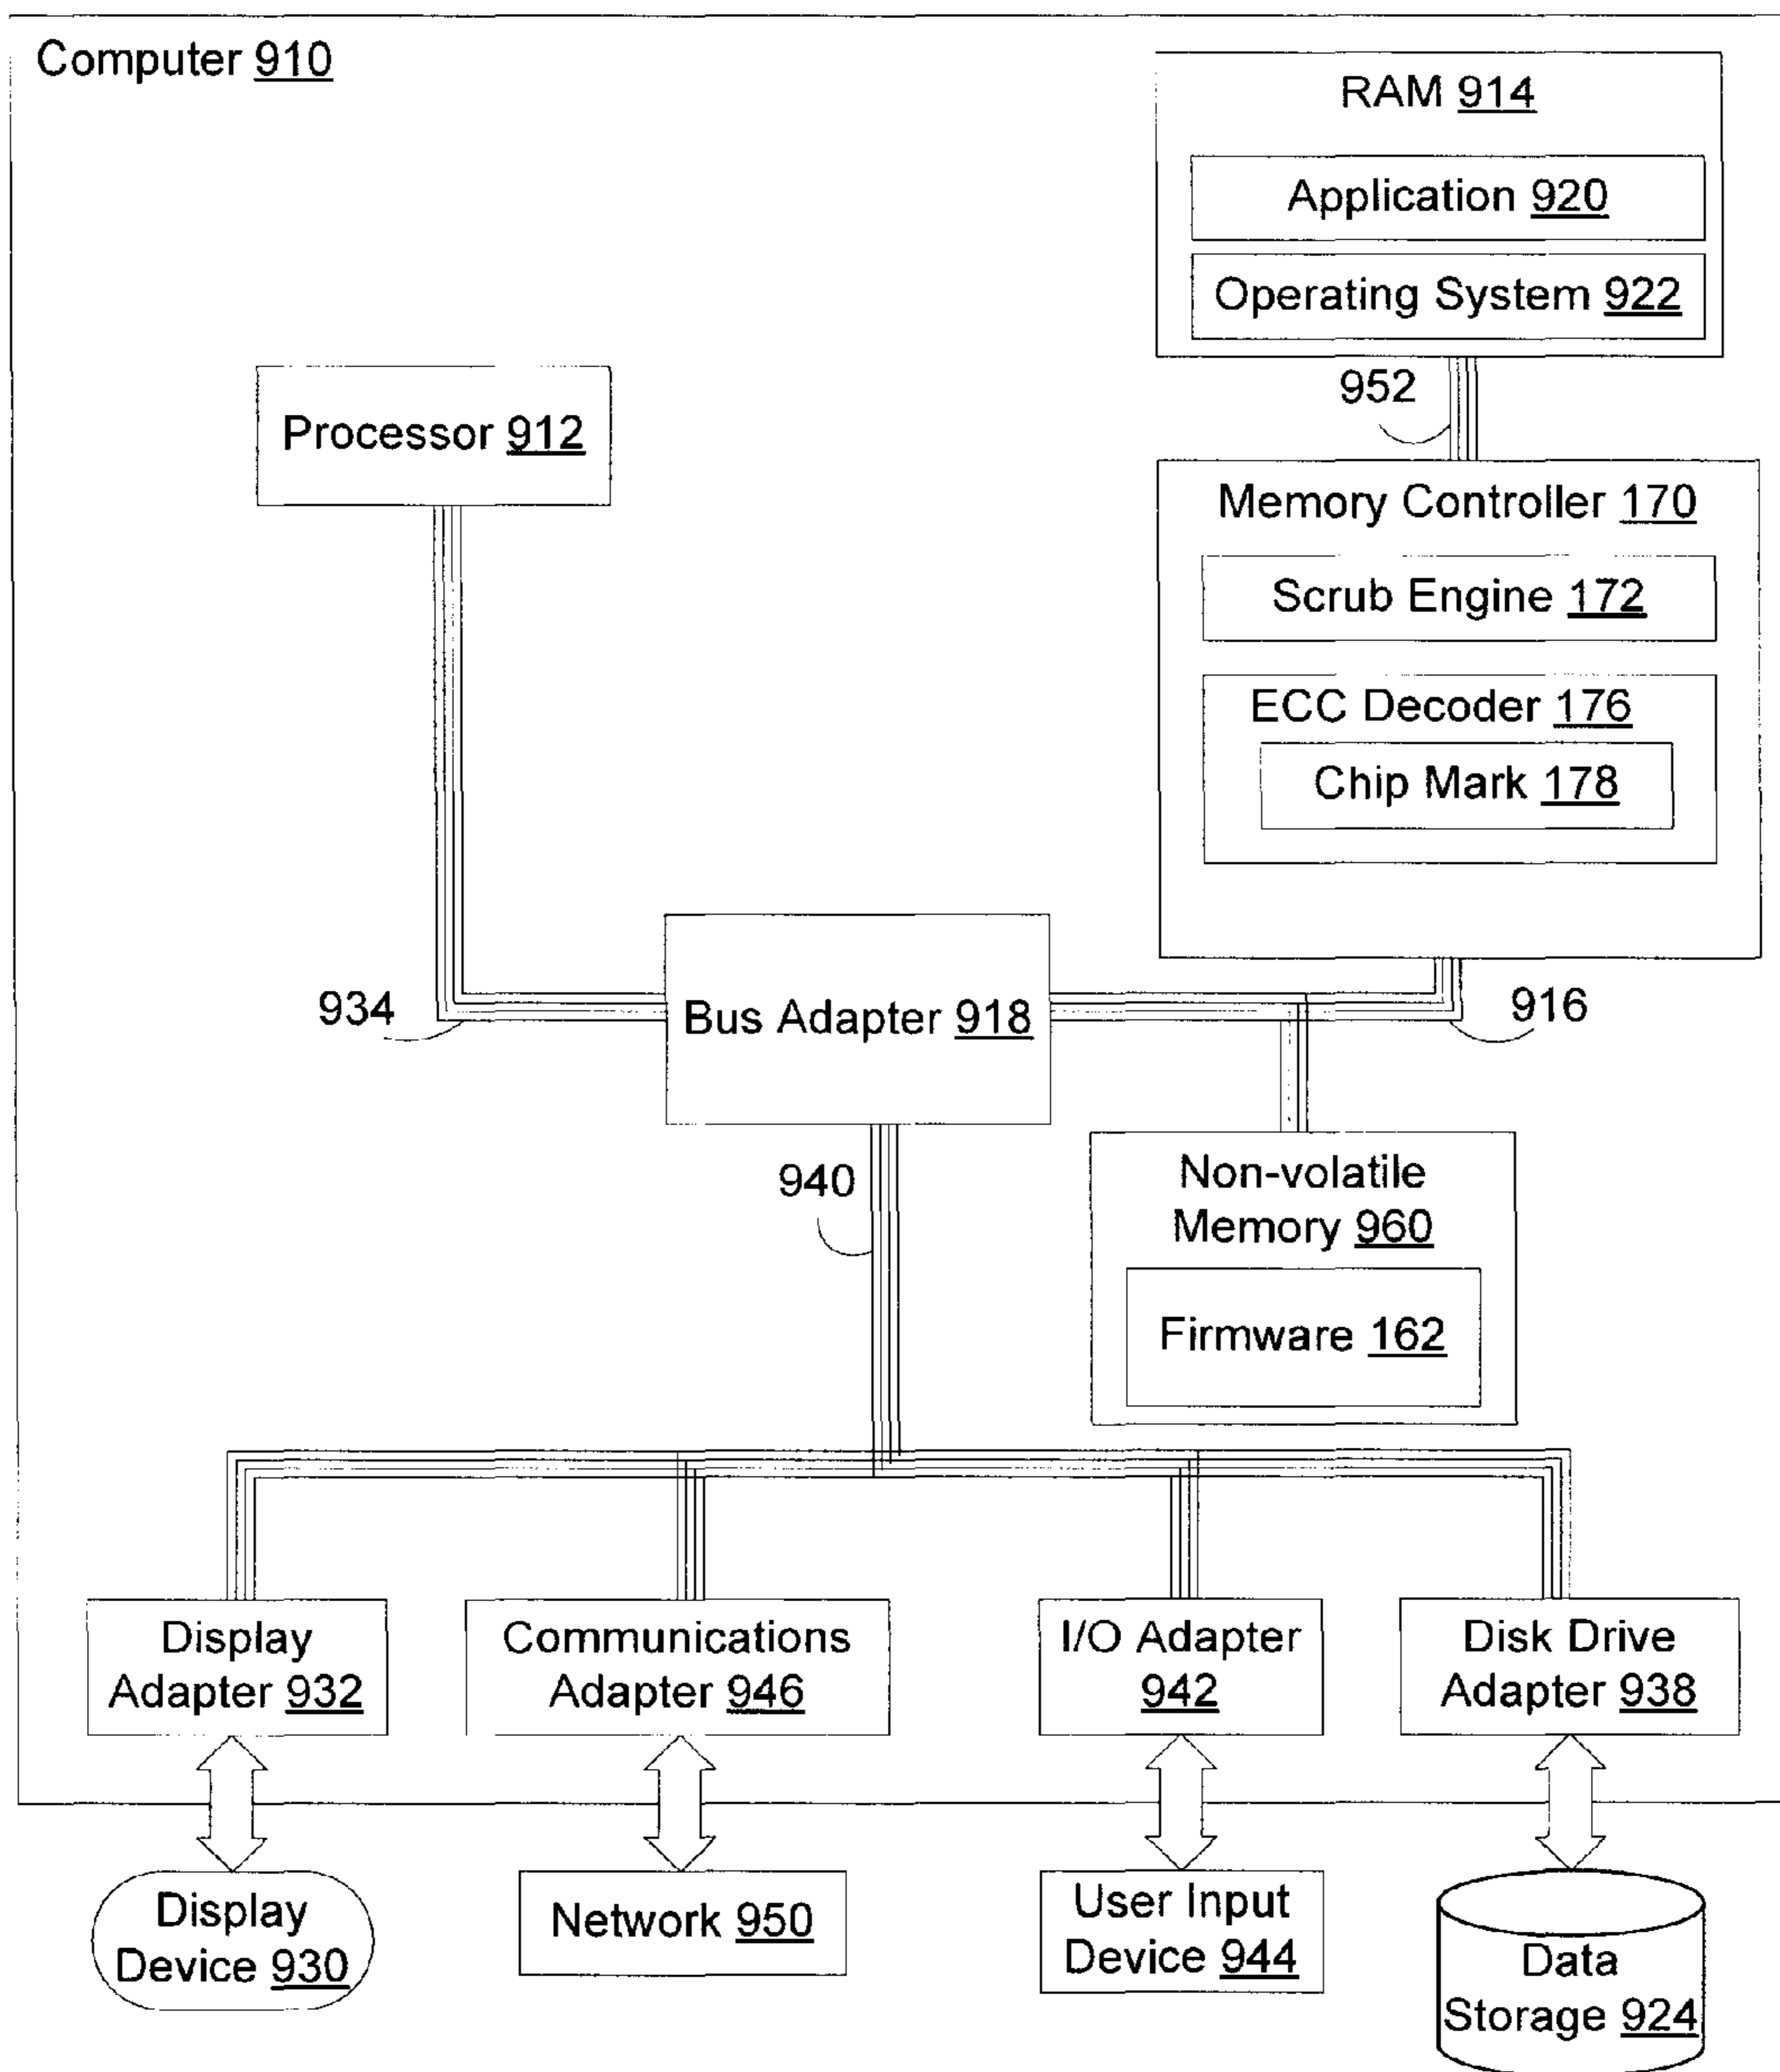 Computer 910
RAM 914
Application 920
Operating System 922
952
Processor 912
Memory Controller 170
Scrub Engine 172
ECC Decoder 176
Chip Mark 178
934
Bus Adapter 918
916
940
Non-volatile
Memory 960
Firmware 162
Display
Adapter 932
Communications
Adapter 946
I/O Adapter
942
Disk Drive
Adapter 938
Display
Device 930
Network 950
User Input
Device 944
Data
Storage 924